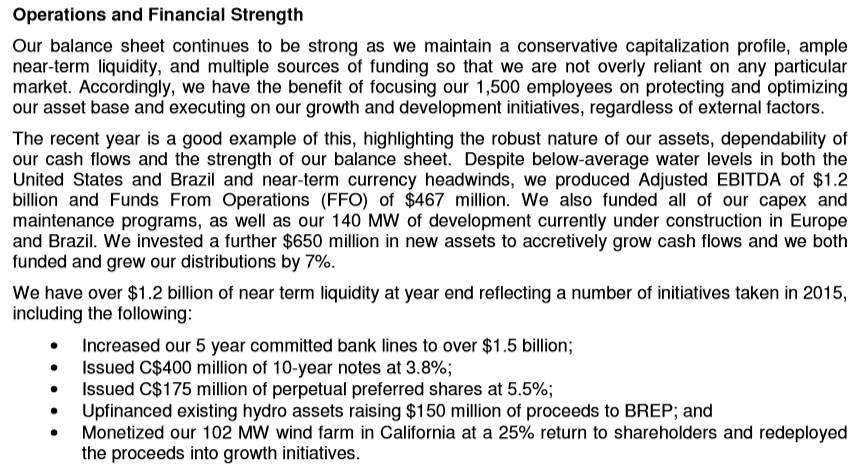 Operations and Financial Strength
Our balance sheet continues to be strong as we maintain a conservative capitalization profile, ample
near-term liquidity, and multiple sources of funding so that we are not overly reliant on any particular
market. Accordingly, we have the benefit of focusing our 1,500 employees on protecting and optimizing
our asset base and executing on our growth and development initiatives, regardless of external factors.
The recent year is a good example of this, highlighting the robust nature of our assets, dependability of
our cash flows and the strength of our balance sheet. Despite below-average water levels in both the
United States and Brazil and near-term currency headwinds, we produced Adjusted EBITDA of $1.2
billion and Funds From Operations (FFO) of $467 million. We also funded all of our capex and
maintenance programs, as well as our 140 MW of development currently under construction in Europe
and Brazil. We invested a further $650 million in new assets to accretively grow cash flows and we both
funded and grew our distributions by 7%.
We have over $1.2 billion of near term liquidity at year end reflecting a number of initiatives taken in 2015,
including the following:
• Increased our 5 year committed bank lines to over $1.5 billion;
• Issued C$400 million of 10-year notes at 3.8%;
• Issued C$175 million of perpetual preferred shares at 5.5%;
• Upfinanced existing hydro assets raising $150 million of proceeds to BREP; and
• Monetized our 102 MW wind farm in California at a 25% return to shareholders and redeployed
the proceeds into growth initiatives.